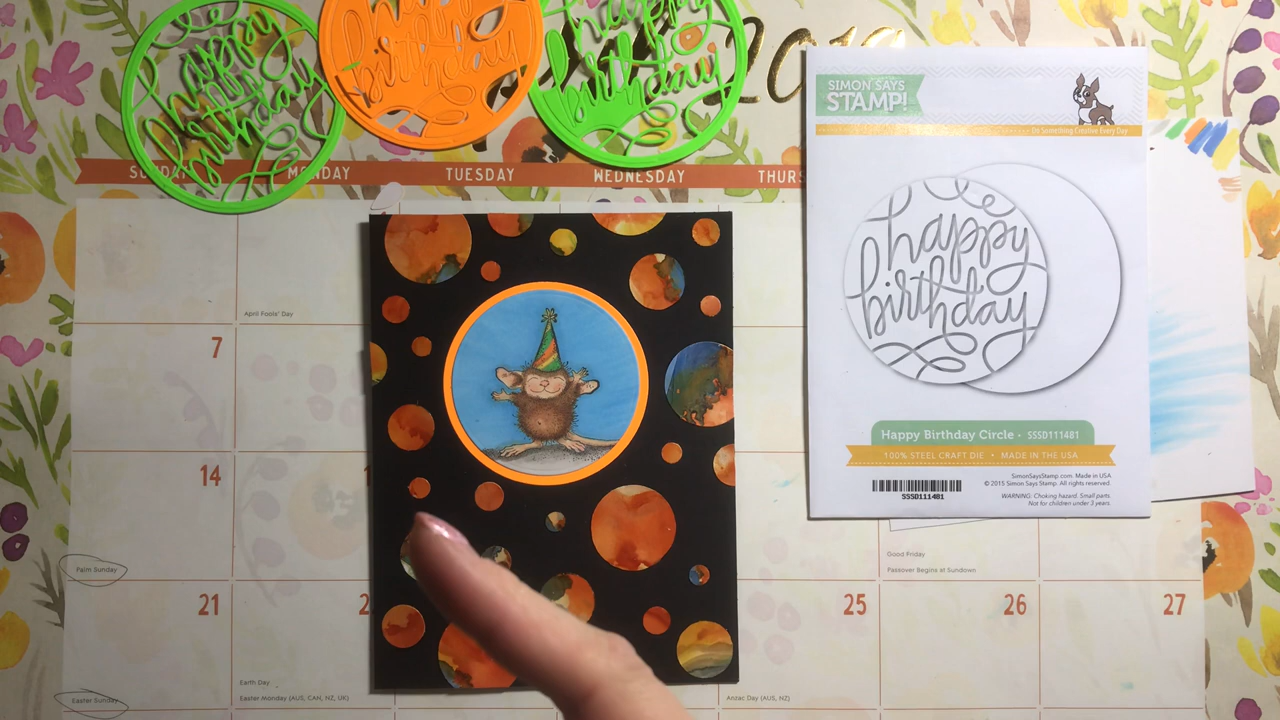 happy
birthday
happy
birthday
happy
birthday
2019
SUNDAY
MONDAY
TUESDAY
WEDNESDAY
THURS
April Fools' Day
7
14
Palm Sunday
21
2
Earth Day
Easter Monday (AUS, CAN, NZ, UK)
Easter Sunday
Good Friday
Passover Begins at Sundown
25
26
27
Anzac Day (AUS, NZ)
SIMON SAYS
STAMP!
Do Something Creative Every Day
happy
birthday
Happy Birthday Circle • SSSD111481
100% STEEL CRAFT DIE • MADE IN THE USA
SSSD111481
SimonSaysStamp.com. Made in USA
© 2015 Simon Says Stamp. All rights reserved.
WARNING: Choking hazard. Small parts.
Not for children under 3 years.